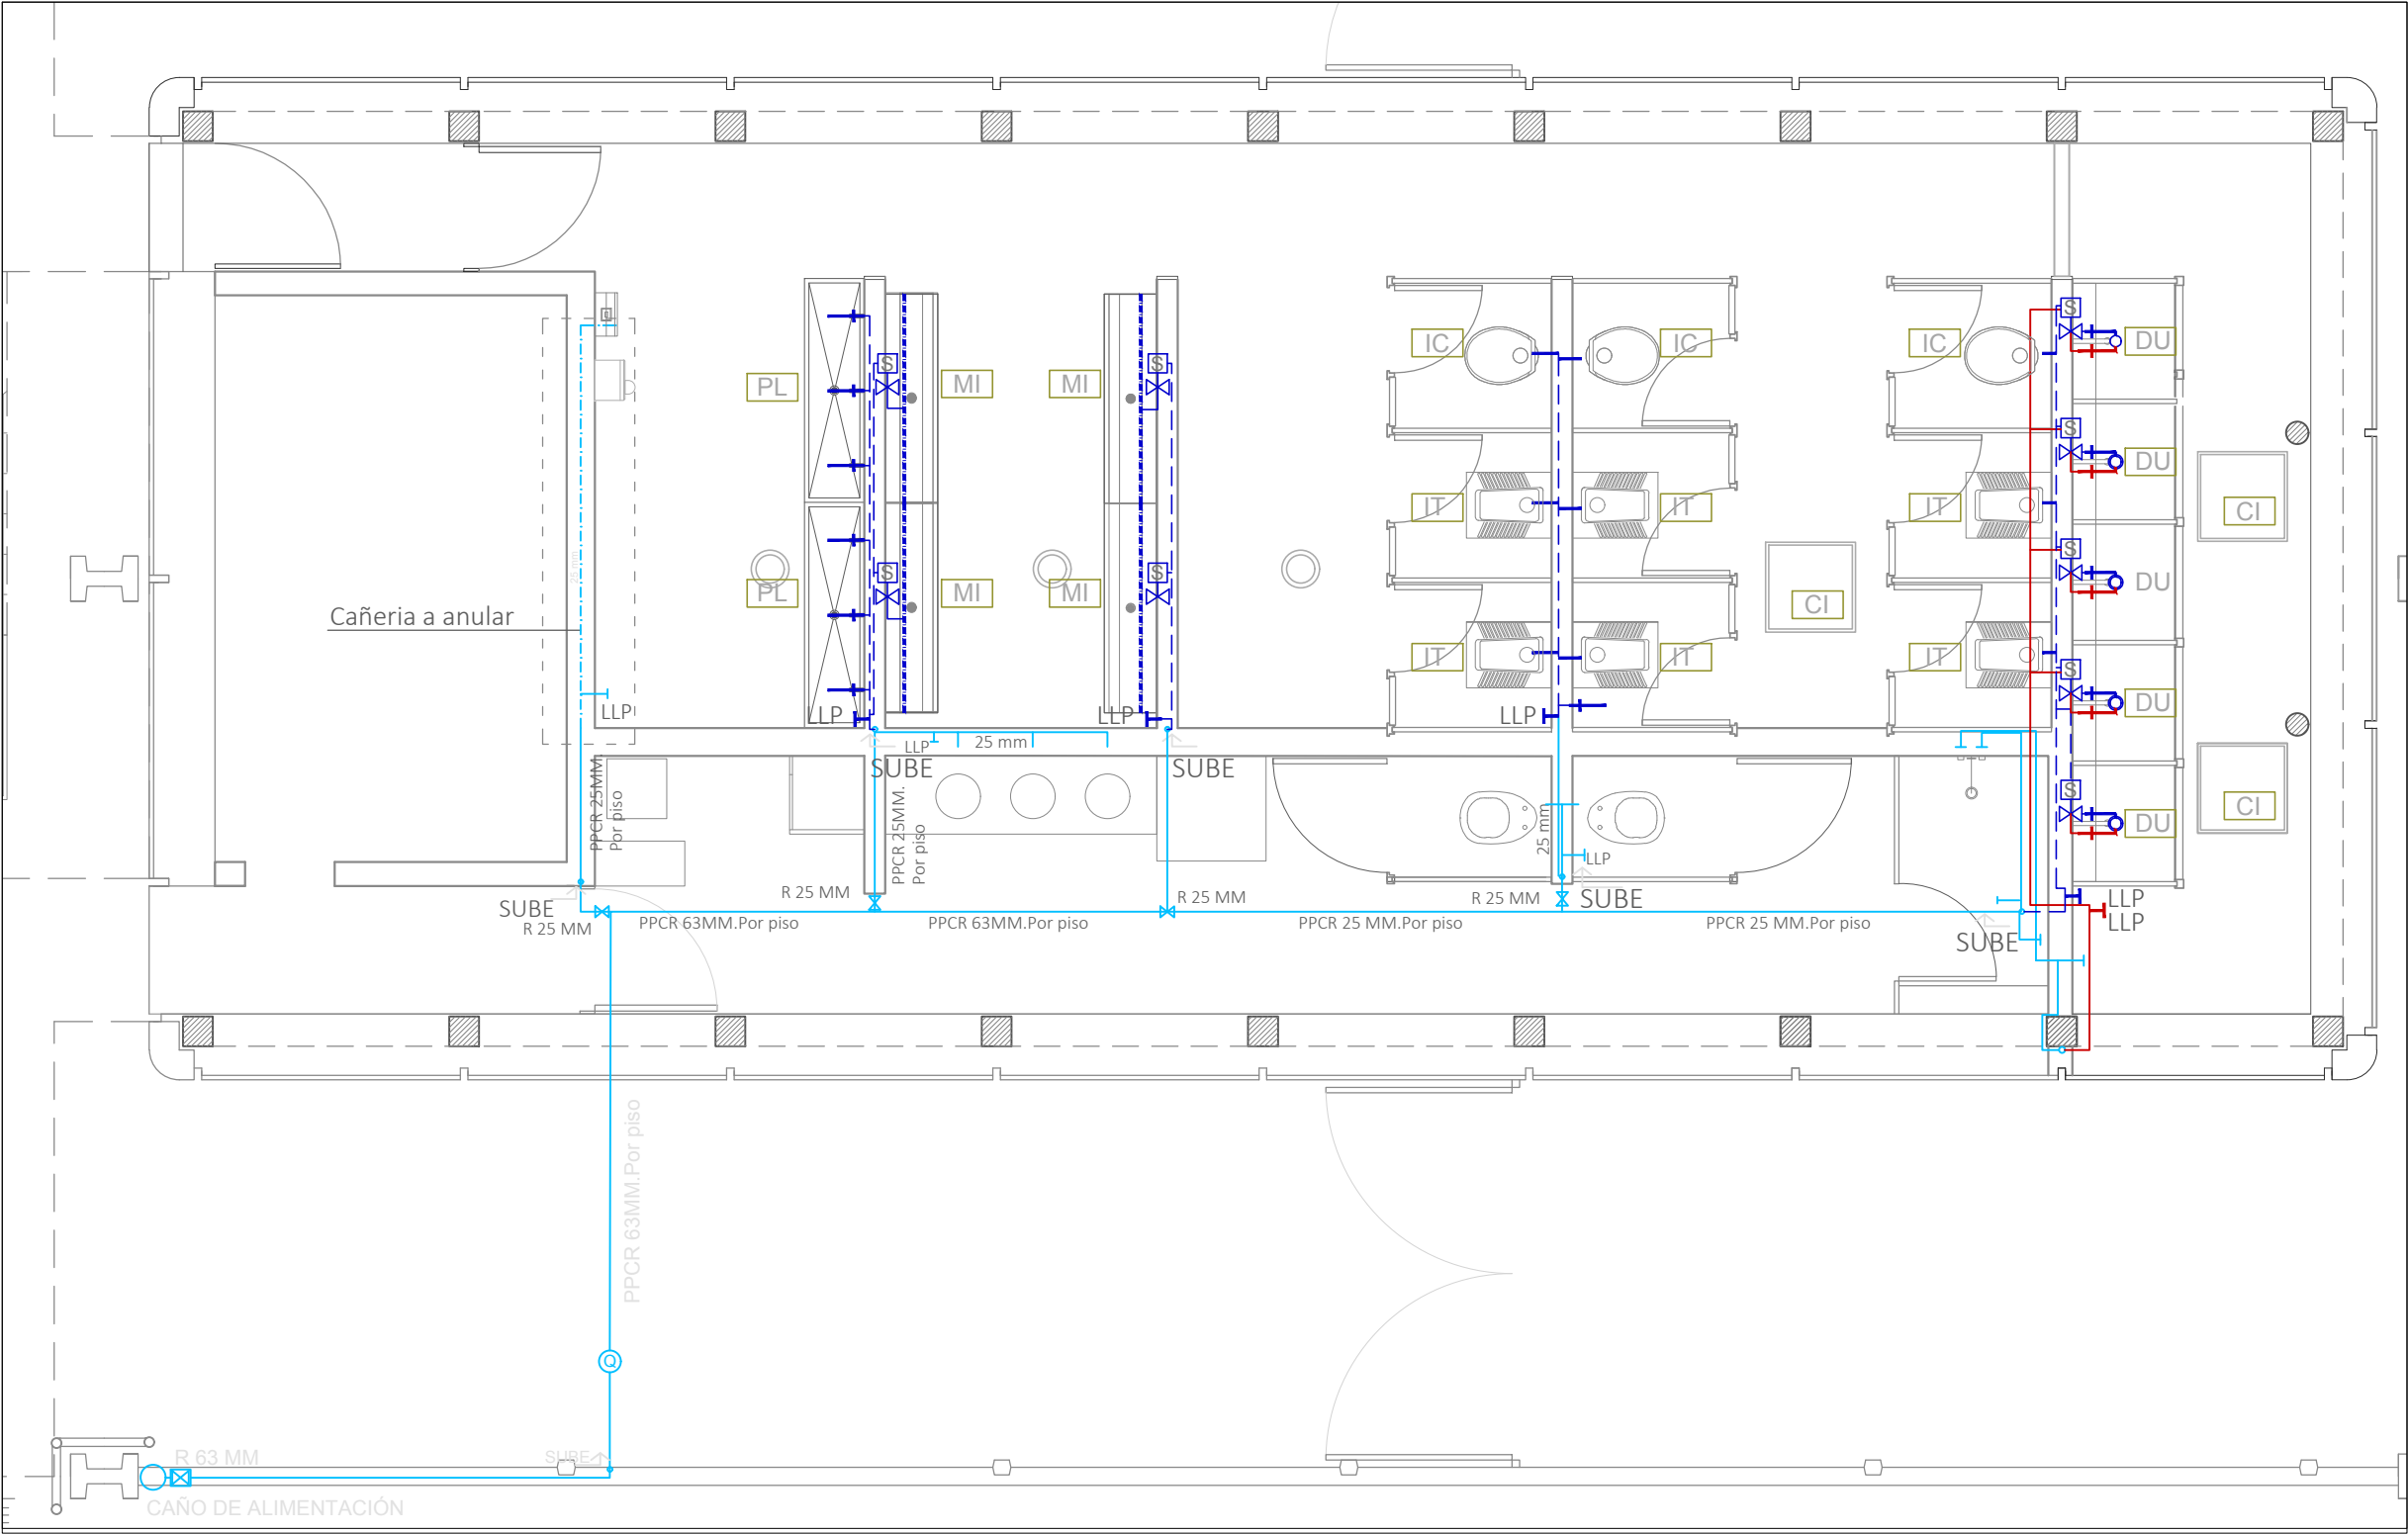 S
IC
IC
IC
DU
S
S
PL
MI
MI
S
DU
IT
IT
IT
CI
25 mm
S
S
S
DU
PL
MI
MI
CI
Cañeria a anular
IT
IT
IT
S
DU
LLP
LLP
LLP
LLP
LLP
25 mm
SUBE
SUBE
S
CI
DU
PPCR 25MM.
Por piso
PPCR 25MM.
Por piso
25 mm
LLP
R 25 MM
R 25 MM
R 25 MM
SUBE
LLP
SUBE
R 25 MM
PPCR 63MM.Por piso
PPCR 63MM.Por piso
PPCR 25 MM.Por piso
PPCR 25 MM.Por piso
LLP
SUBE
PPCR 63MM.Por piso
Q
R 63 MM
SUBE
CAÑO DE ALIMENTACIÓN